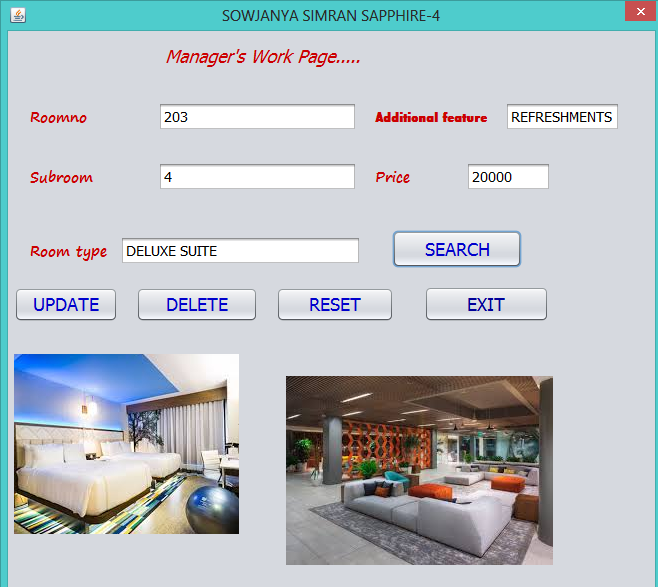 SOWJANYA SIMRAN SAPPHIRE-4
Manager's Work Page.....
Roomno 203 Additional feature REFRESHMENTS
Subroom 4 Price 20000
Room type DELUXE SUITE SEARCH
UPDATE DELETE RESET EXIT